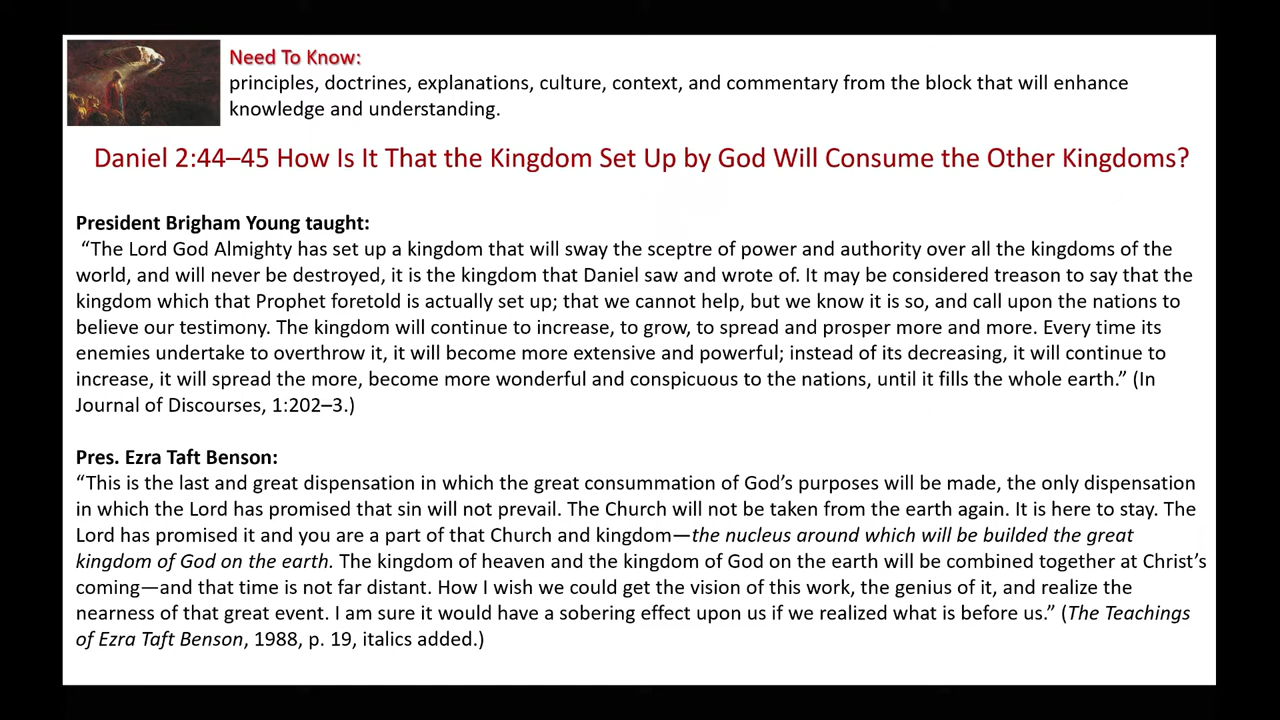 Need To Know:
principles, doctrines, explanations, culture, context, and commentary from the block that will enhance
knowledge and understanding.
Daniel 2:44–45 How Is It That the Kingdom Set Up by God Will Consume the Other Kingdoms?
President Brigham Young taught:
“The Lord God Almighty has set up a kingdom that will sway the sceptre of power and authority over all the kingdoms of the
world, and will never be destroyed, it is the kingdom that Daniel saw and wrote of. It may be considered treason to say that the
kingdom which that Prophet foretold is actually set up; that we cannot help, but we know it is so, and call upon the nations to
believe our testimony. The kingdom will continue to increase, to grow, to spread and prosper more and more. Every time its
enemies undertake to overthrow it, it will become more extensive and powerful; instead of its decreasing, it will continue to
increase, it will spread the more, become more wonderful and conspicuous to the nations, until it fills the whole earth.” (In
Journal of Discourses, 1:202–3.)
Pres. Ezra Taft Benson:
“This is the last and great dispensation in which the great consummation of God’s purposes will be made, the only dispensation
in which the Lord has promised that sin will not prevail. The Church will not be taken from the earth again. It is here to stay. The
Lord has promised it and you are a part of that Church and kingdom—the nucleus around which will be builded the great
kingdom of God on the earth. The kingdom of heaven and the kingdom of God on the earth will be combined together at Christ’s
coming—and that time is not far distant. How I wish we could get the vision of this work, the genius of it, and realize the
nearness of that great event. I am sure it would have a sobering effect upon us if we realized what is before us.” (The Teachings
of Ezra Taft Benson, 1988, p. 19, italics added.)